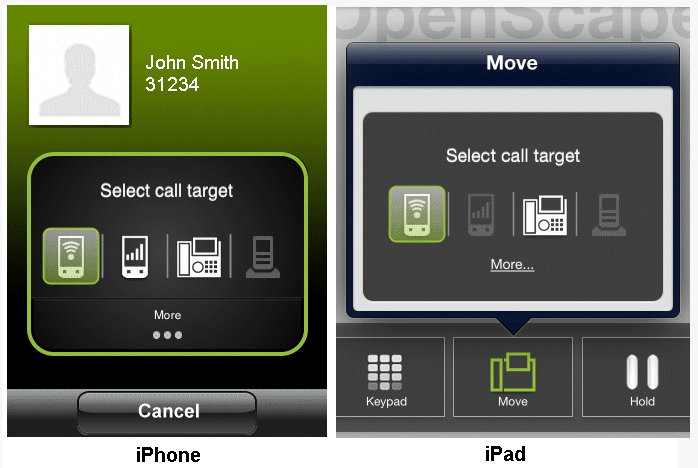 John Smith
31234
Select call target
More
Cancel
iPhone
OpenScape
Move
Select call target
More...
Keypad
Move
Hold
iPad